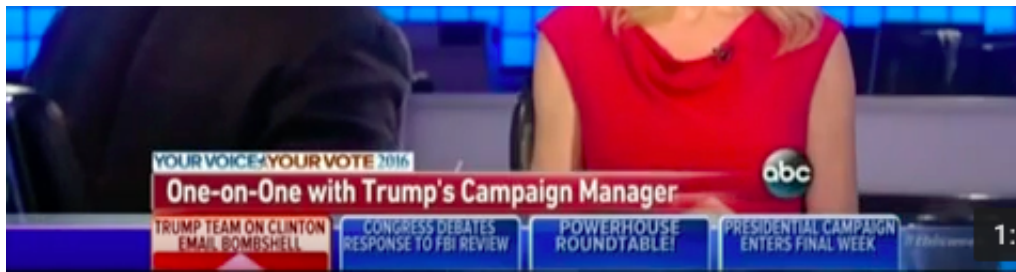 YOUR VOICE YOUR VOTE 2016
One-on-One with Trump's Campaign Manager
abc
TRUMP TEAM ON CLINTON
EMAIL BOMBSHELL
CONGRESS DEBATES
RESPONSE TO FBI REVIEW
POWERHOUSE
ROUNDTABLE!
PRESIDENTIAL CAMPAIGN
ENTERS FINAL WEEK
1: